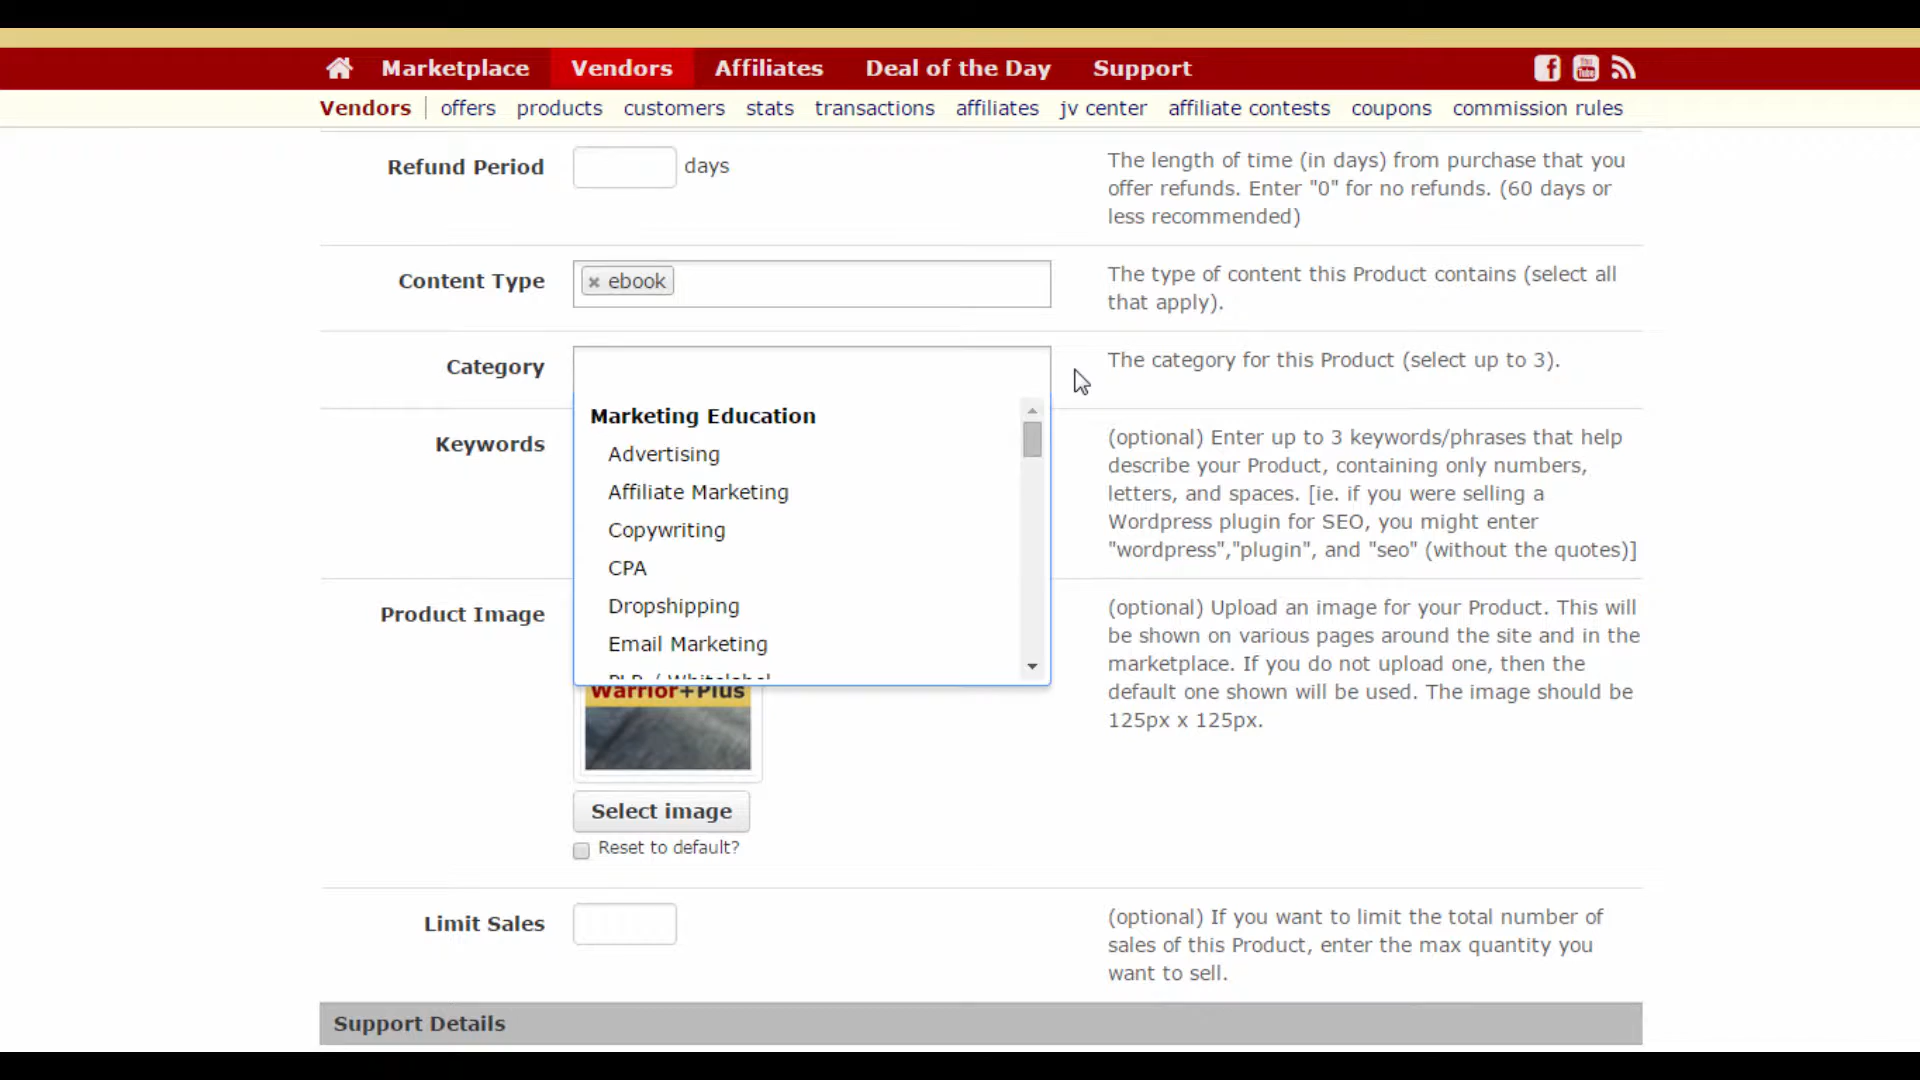 Marketplace Vendors Affiliates Deal of the Day Support
Vendors offers products customers stats transactions affiliates jv center affiliate contests coupons commission rules
Refund Period
days
The length of time (in days) from purchase that you
offer refunds. Enter "0" for no refunds. (60 days or
less recommended)
Content Type
× ebook
The type of content this Product contains (select all
that apply).
Category
The category for this Product (select up to 3).
Marketing Education
Advertising
Affiliate Marketing
Copywriting
CPA
Dropshipping
Email Marketing
PLR / Whitelabel
Keywords
(optional) Enter up to 3 keywords/phrases that help
describe your Product, containing only numbers,
letters, and spaces. [ie. if you were selling a
Wordpress plugin for SEO, you might enter
"wordpress","plugin", and "seo" (without the quotes)]
Product Image
Warrior+Plus
Select image
Reset to default?
(optional) Upload an image for your Product. This will
be shown on various pages around the site and in the
marketplace. If you do not upload one, then the
default one shown will be used. The image should be
125px x 125px.
Limit Sales
(optional) If you want to limit the total number of
sales of this Product, enter the max quantity you
want to sell.
Support Details